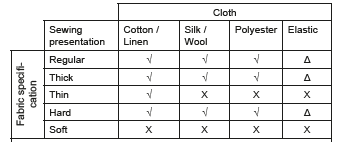 Cloth
Sewing presentation Cotton / Linen Silk / Wool Polyester Elastic
Fabric specifi-cation
Regular √ √ √ Δ
Thick √ √ √ Δ
Thin √ X X X
Hard √ √ √ Δ
Soft X X X X